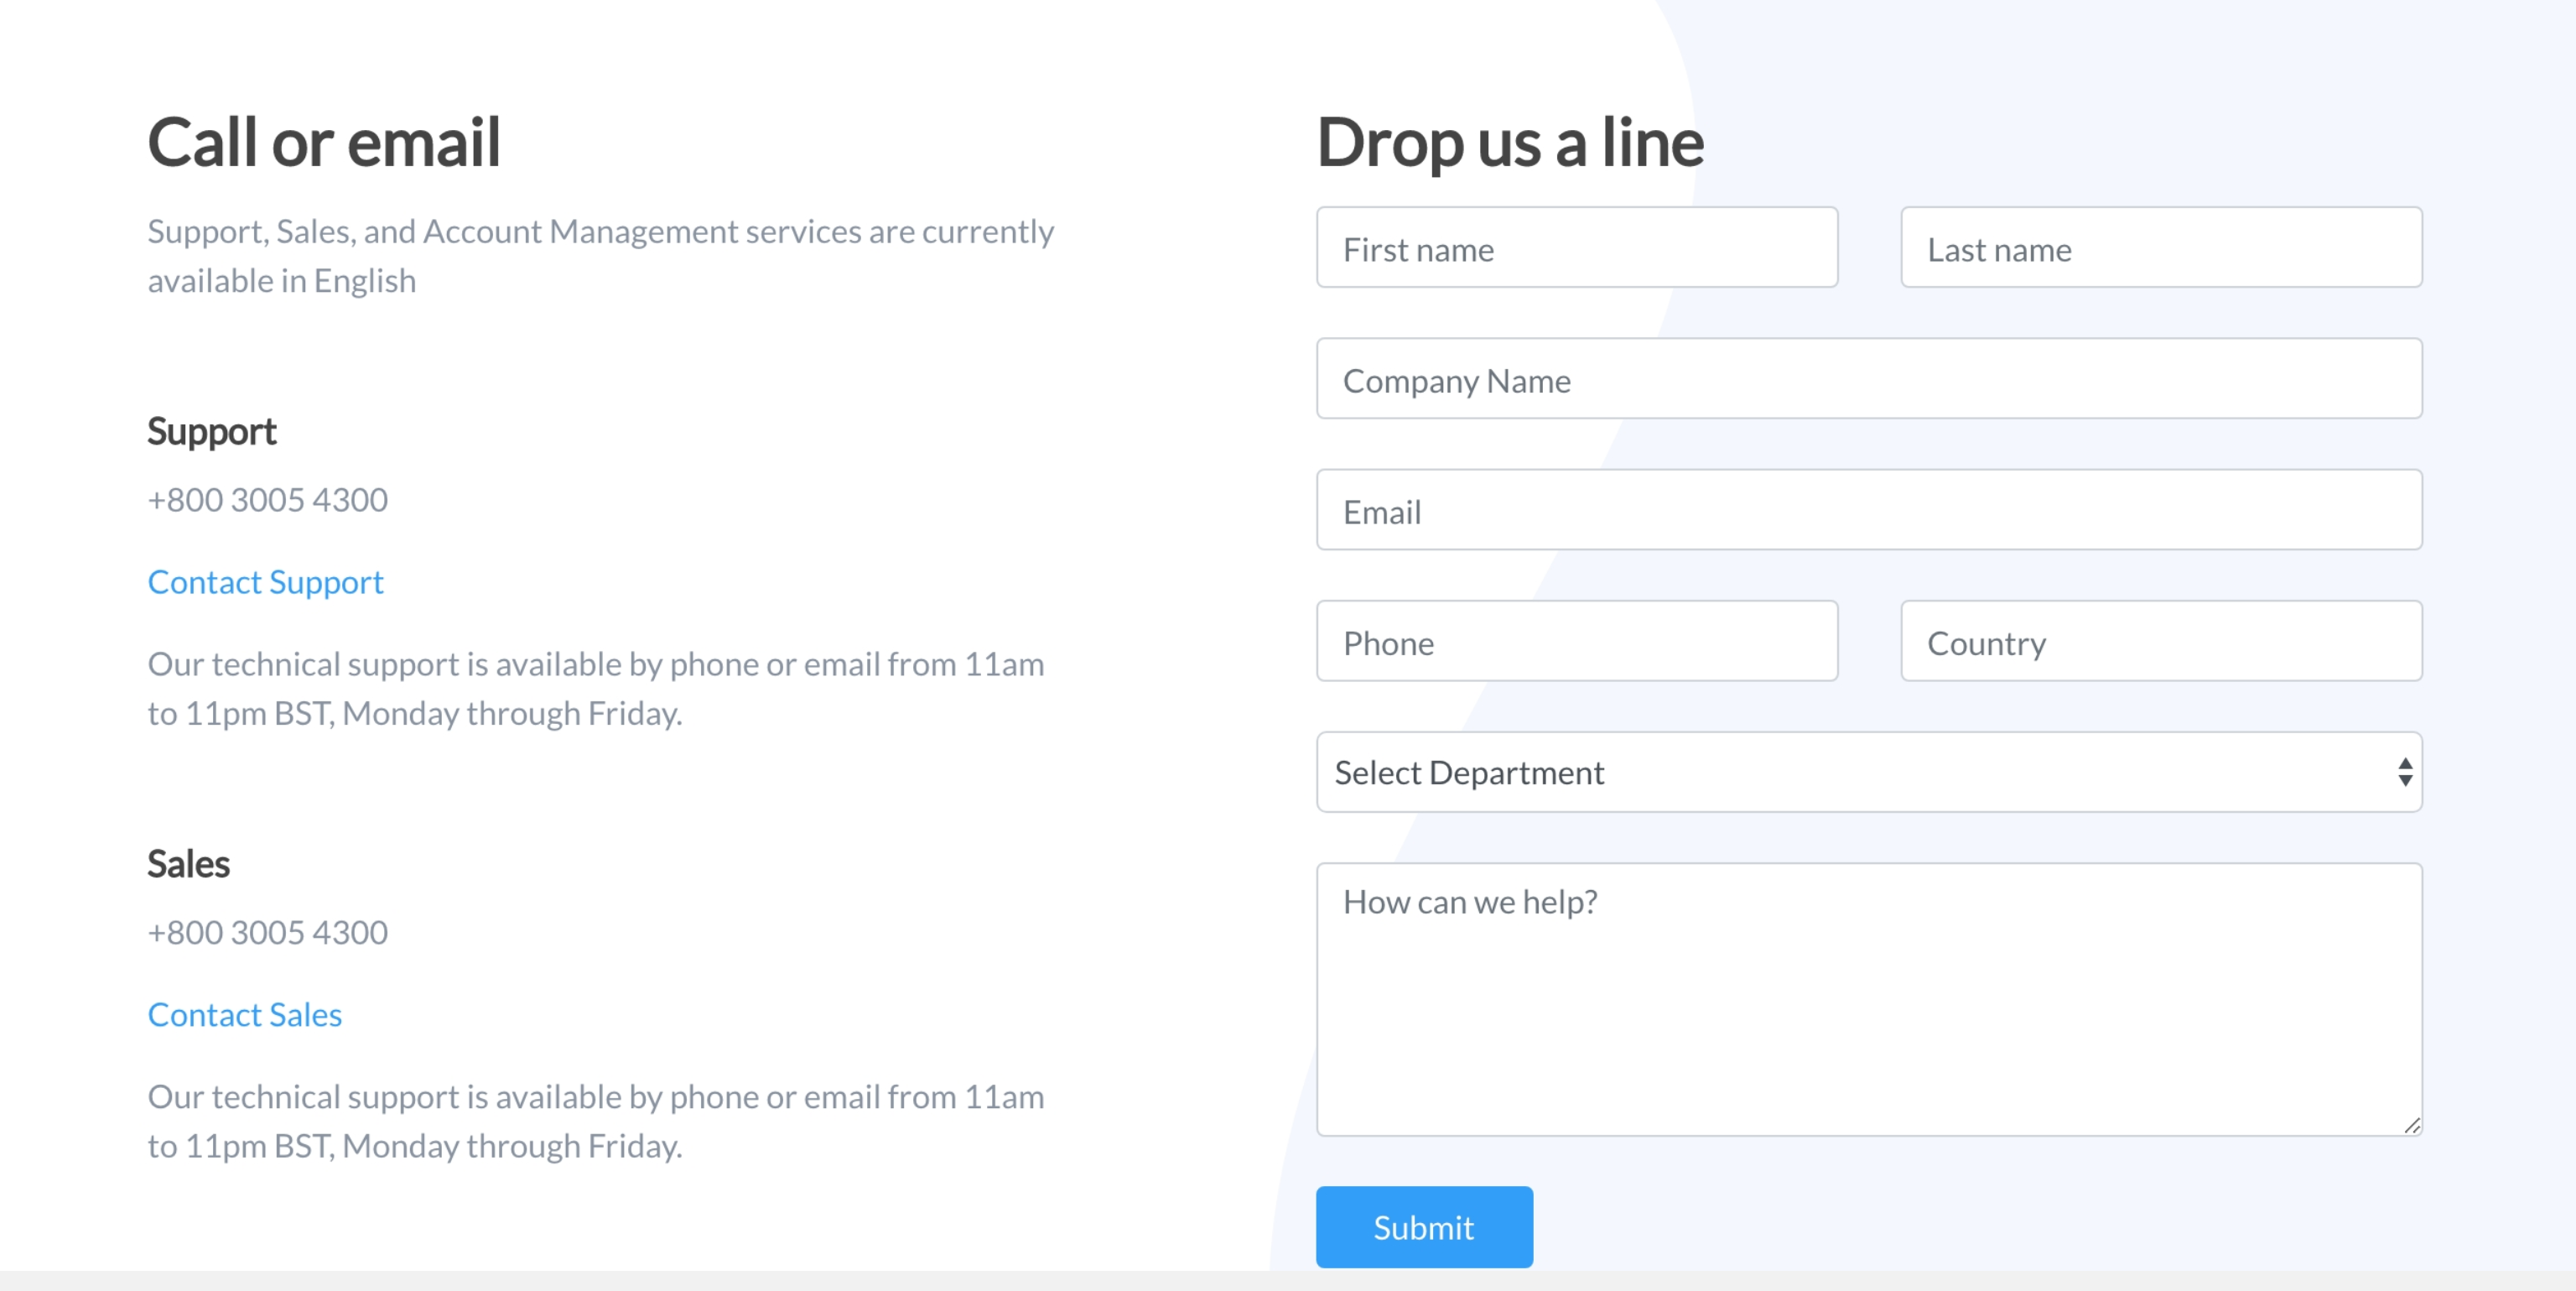 Call or email
Support, Sales, and Account Management services are currently
available in English
Support
+800 3005 4300
Contact Support
Our technical support is available by phone or email from 11am
to 11pm BST, Monday through Friday.
Sales
+800 3005 4300
Contact Sales
Our technical support is available by phone or email from 11am
to 11pm BST, Monday through Friday.
Drop us a line
First name
Last name
Company Name
Email
Phone
Country
Select Department
How can we help?
Submit